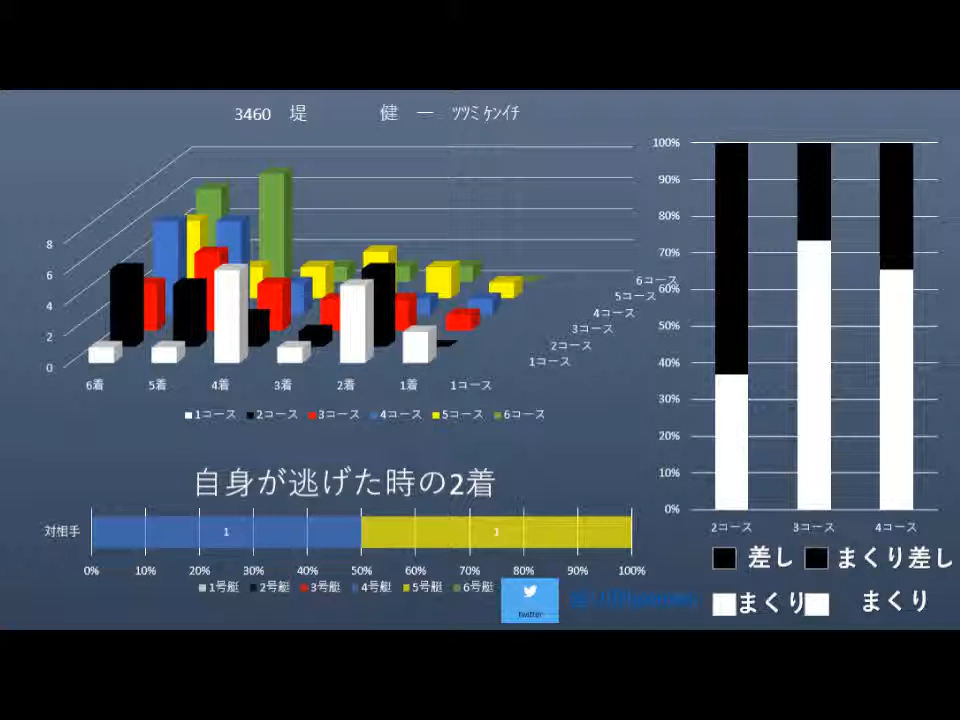 3460 堤 健 一 ﾂﾂﾐ ｹﾝｲﾁ
8
6
4
2
0
6着 5着 4着 3着 2着 1着 1コース
6コース
5コース
4コース
3コース
2コース
1コース
1コース 2コース 3コース 4コース 5コース 6コース
100%
90%
80%
70%
60%
50%
40%
30%
20%
10%
0%
2コース 3コース 4コース
差し まくり差し
まくり まくり
自身が逃げた時の2着
対相手 1 1
0% 10% 20% 30% 40% 50% 60% 70% 80% 90% 100%
1号艇 2号艇 3号艇 4号艇 5号艇 6号艇
twitter